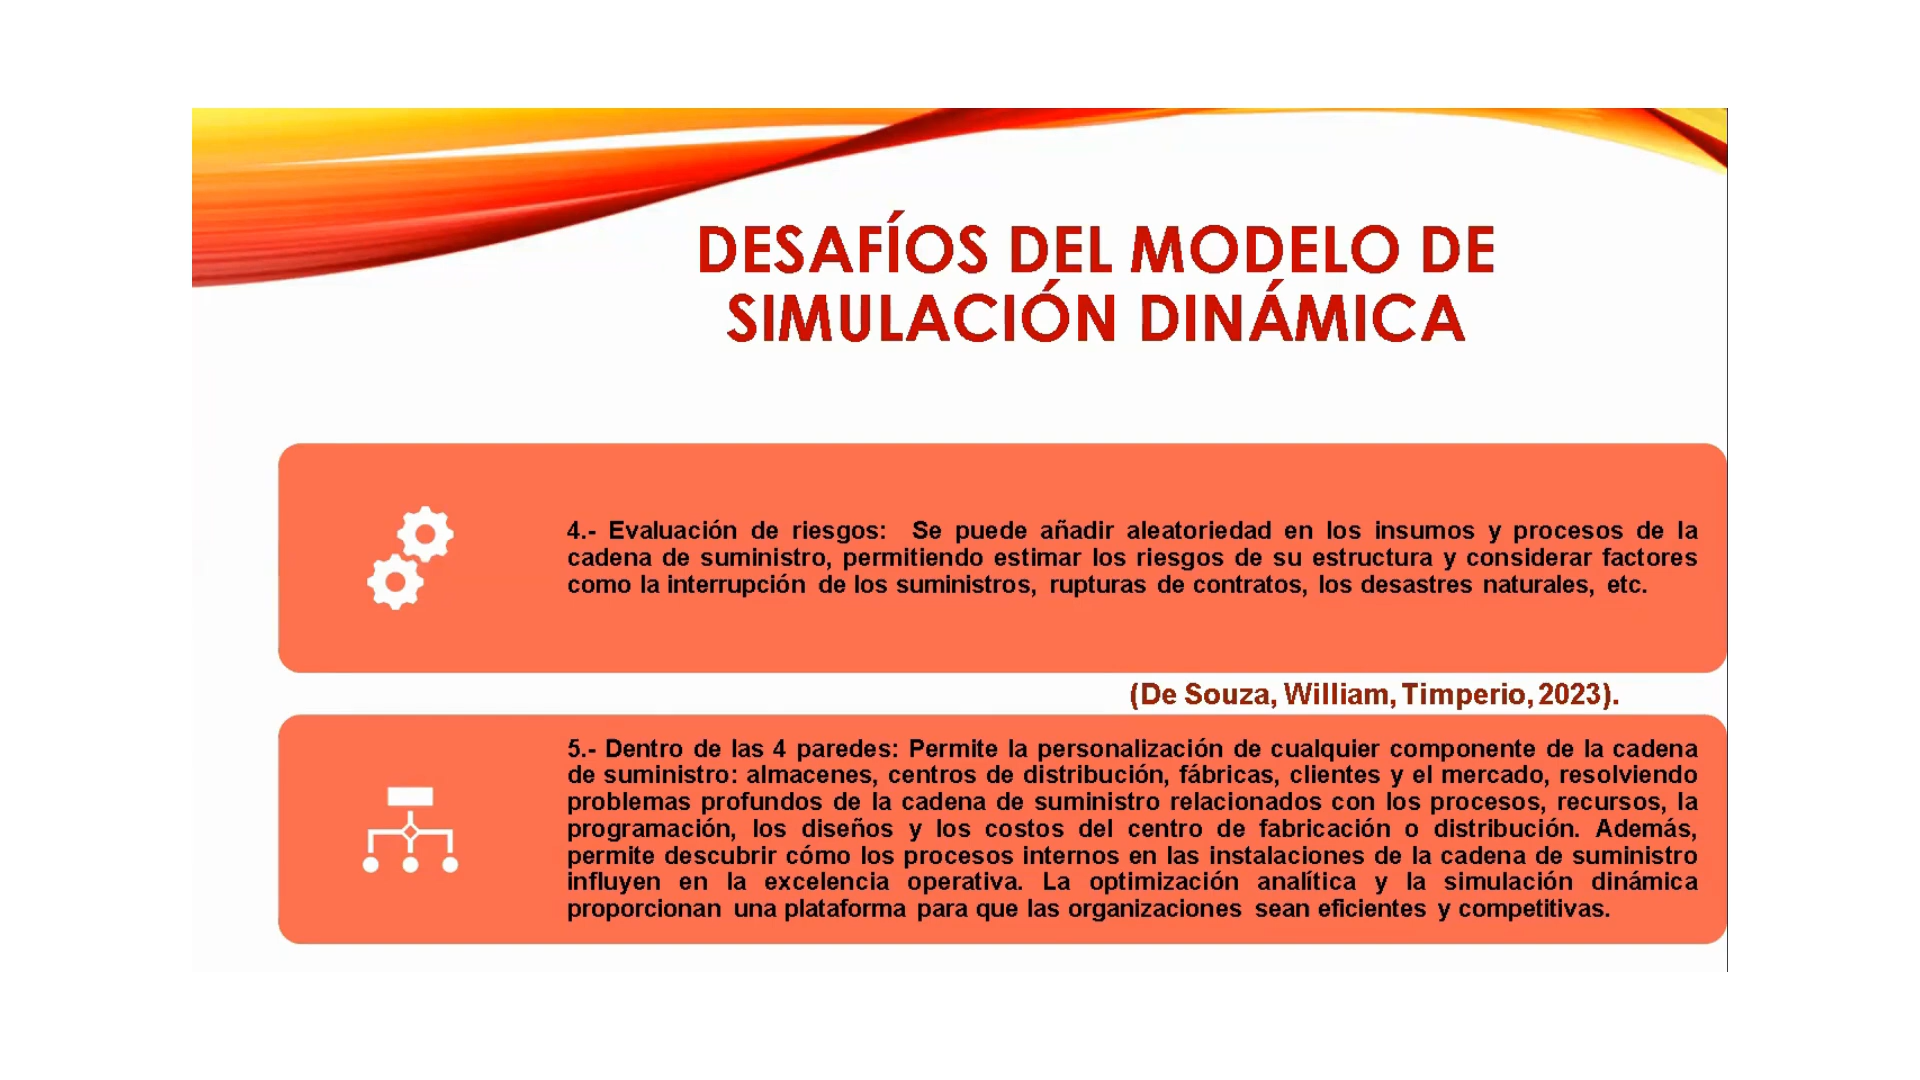 DESAFÍOS DEL MODELO DE
SIMULACIÓN DINÁMICA
4.- Evaluación de riesgos: Se puede añadir aleatoriedad en los insumos y procesos de la
cadena de suministro, permitiendo estimar los riesgos de su estructura y considerar factores
como la interrupción de los suministros, rupturas de contratos, los desastres naturales, etc.
(De Souza, William, Timperio, 2023).
5.- Dentro de las 4 paredes: Permite la personalización de cualquier componente de la cadena
de suministro: almacenes, centros de distribución, fábricas, clientes y el mercado, resolviendo
problemas profundos de la cadena de suministro relacionados con los procesos, recursos, la
programación, los diseños y los costos del centro de fabricación o distribución. Además,
permite descubrir cómo los procesos internos en las instalaciones de la cadena de suministro
influyen en la excelencia operativa. La optimización analítica y la simulación dinámica
proporcionan una plataforma para que las organizaciones sean eficientes y competitivas.